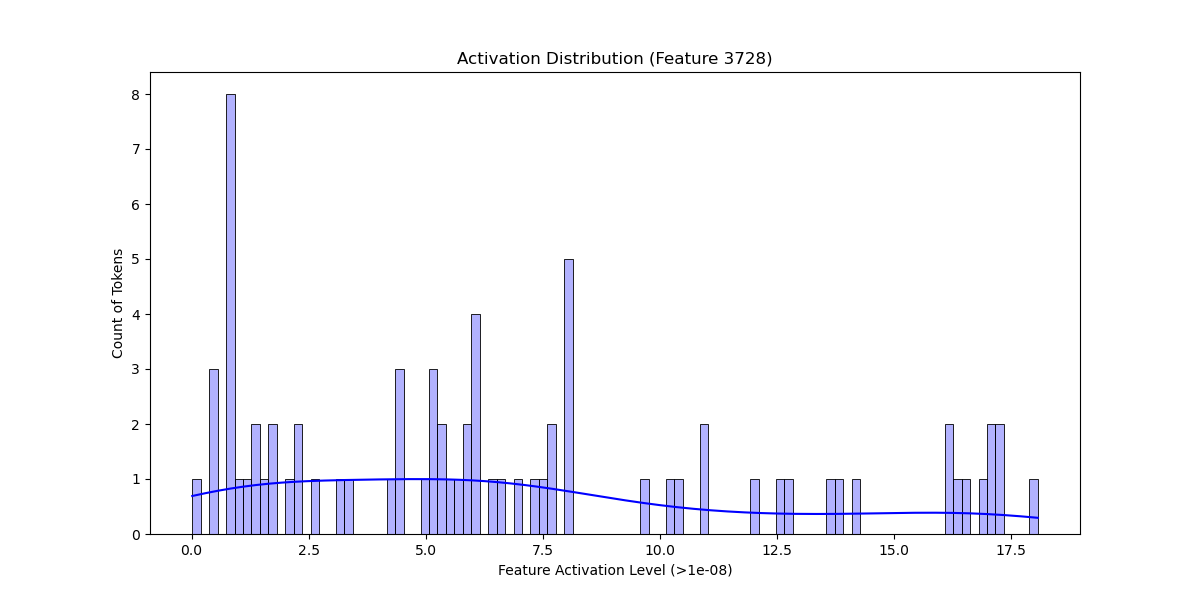 Activation Distribution (Feature 3728)
8
7
6
5
4
3
2
1
0
Count of Tokens
0.0 2.5 5.0 7.5 10.0 12.5 15.0 17.5
Feature Activation Level (>1e-08)